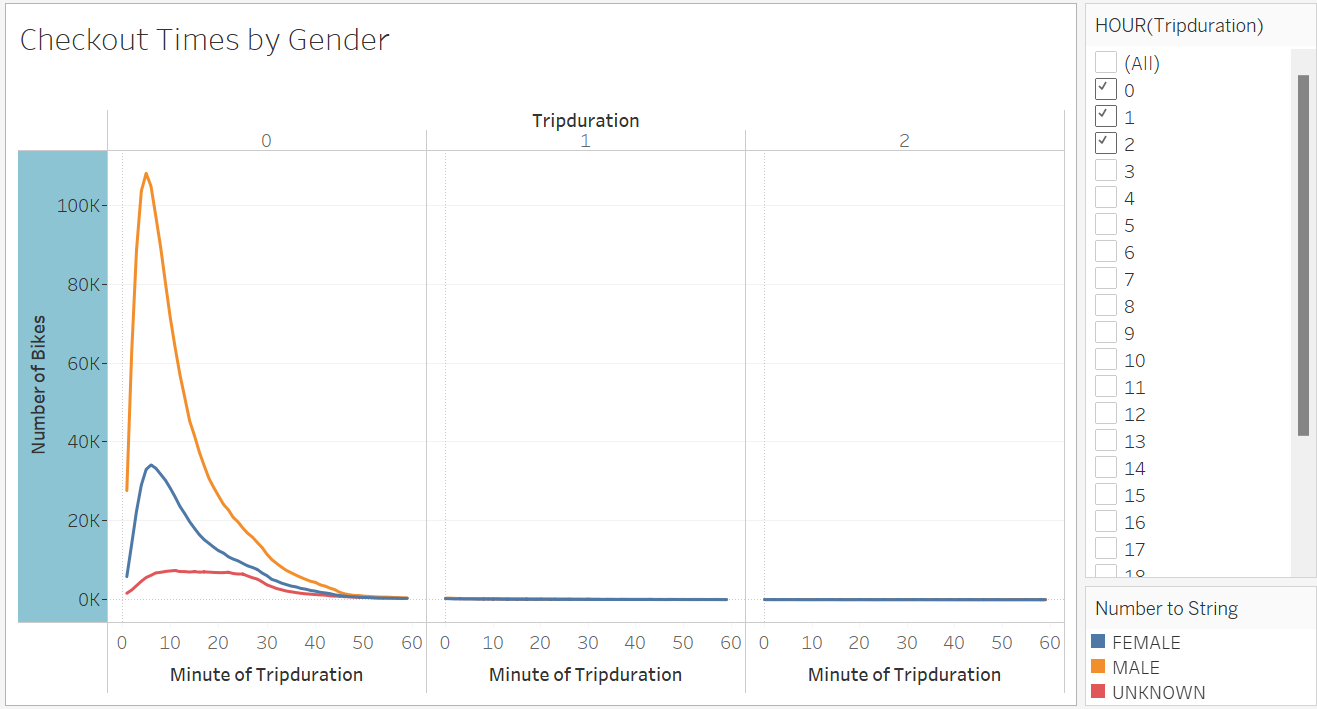 Checkout Times by Gender
Tripduration
0 1 2
Number of Bikes
100K
80K
60K
40K
20K
0K
0 10 20 30 40 50 60 0 10 20 30 40 50 60 0 10 20 30 40 50 60
Minute of Tripduration Minute of Tripduration Minute of Tripduration
HOUR(Tripduration)
(All)
0
1
2
3
4
5
6
7
8
9
10
11
12
13
14
15
16
17
18
Number to String
FEMALE
MALE
UNKNOWN